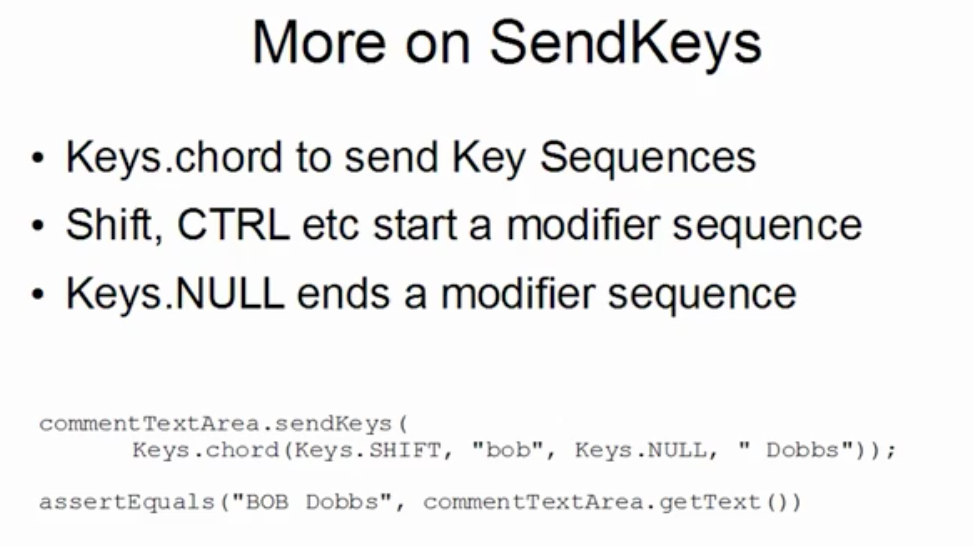 More on SendKeys
• Keys.chord to send Key Sequences
• Shift, CTRL etc start a modifier sequence
• Keys.NULL ends a modifier sequence
commentTextArea.sendKeys(
Keys.chord(Keys.SHIFT, "bob", Keys.NULL, " Dobbs"));
assertEquals("BOB Dobbs", commentTextArea.getText())